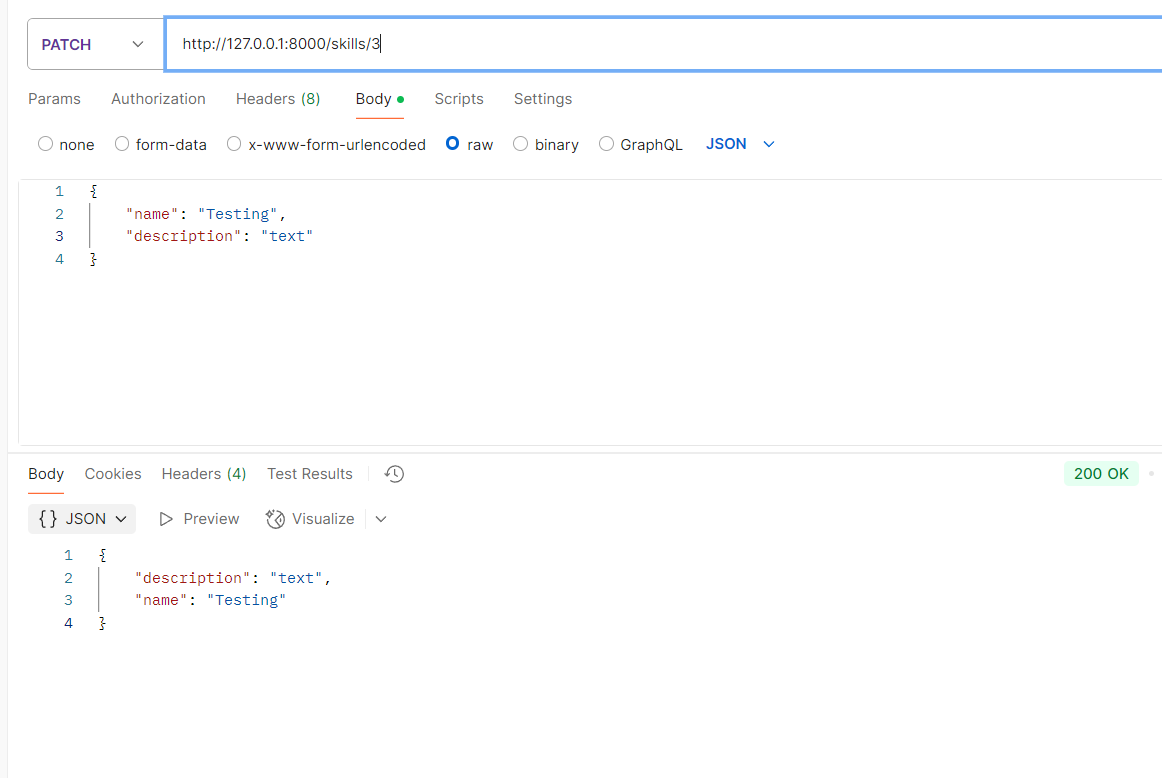 PATCH http://127.0.0.1:8000/skills/3
Params Authorization Headers (8) Body Scripts Settings
none form-data x-www-form-urlencoded raw binary GraphQL JSON
1 {
2 "name": "Testing",
3 "description": "text"
4 }
Body Cookies Headers (4) Test Results 200 OK
{} JSON Preview Visualize
1 {
2 "description": "text",
3 "name": "Testing"
4 }